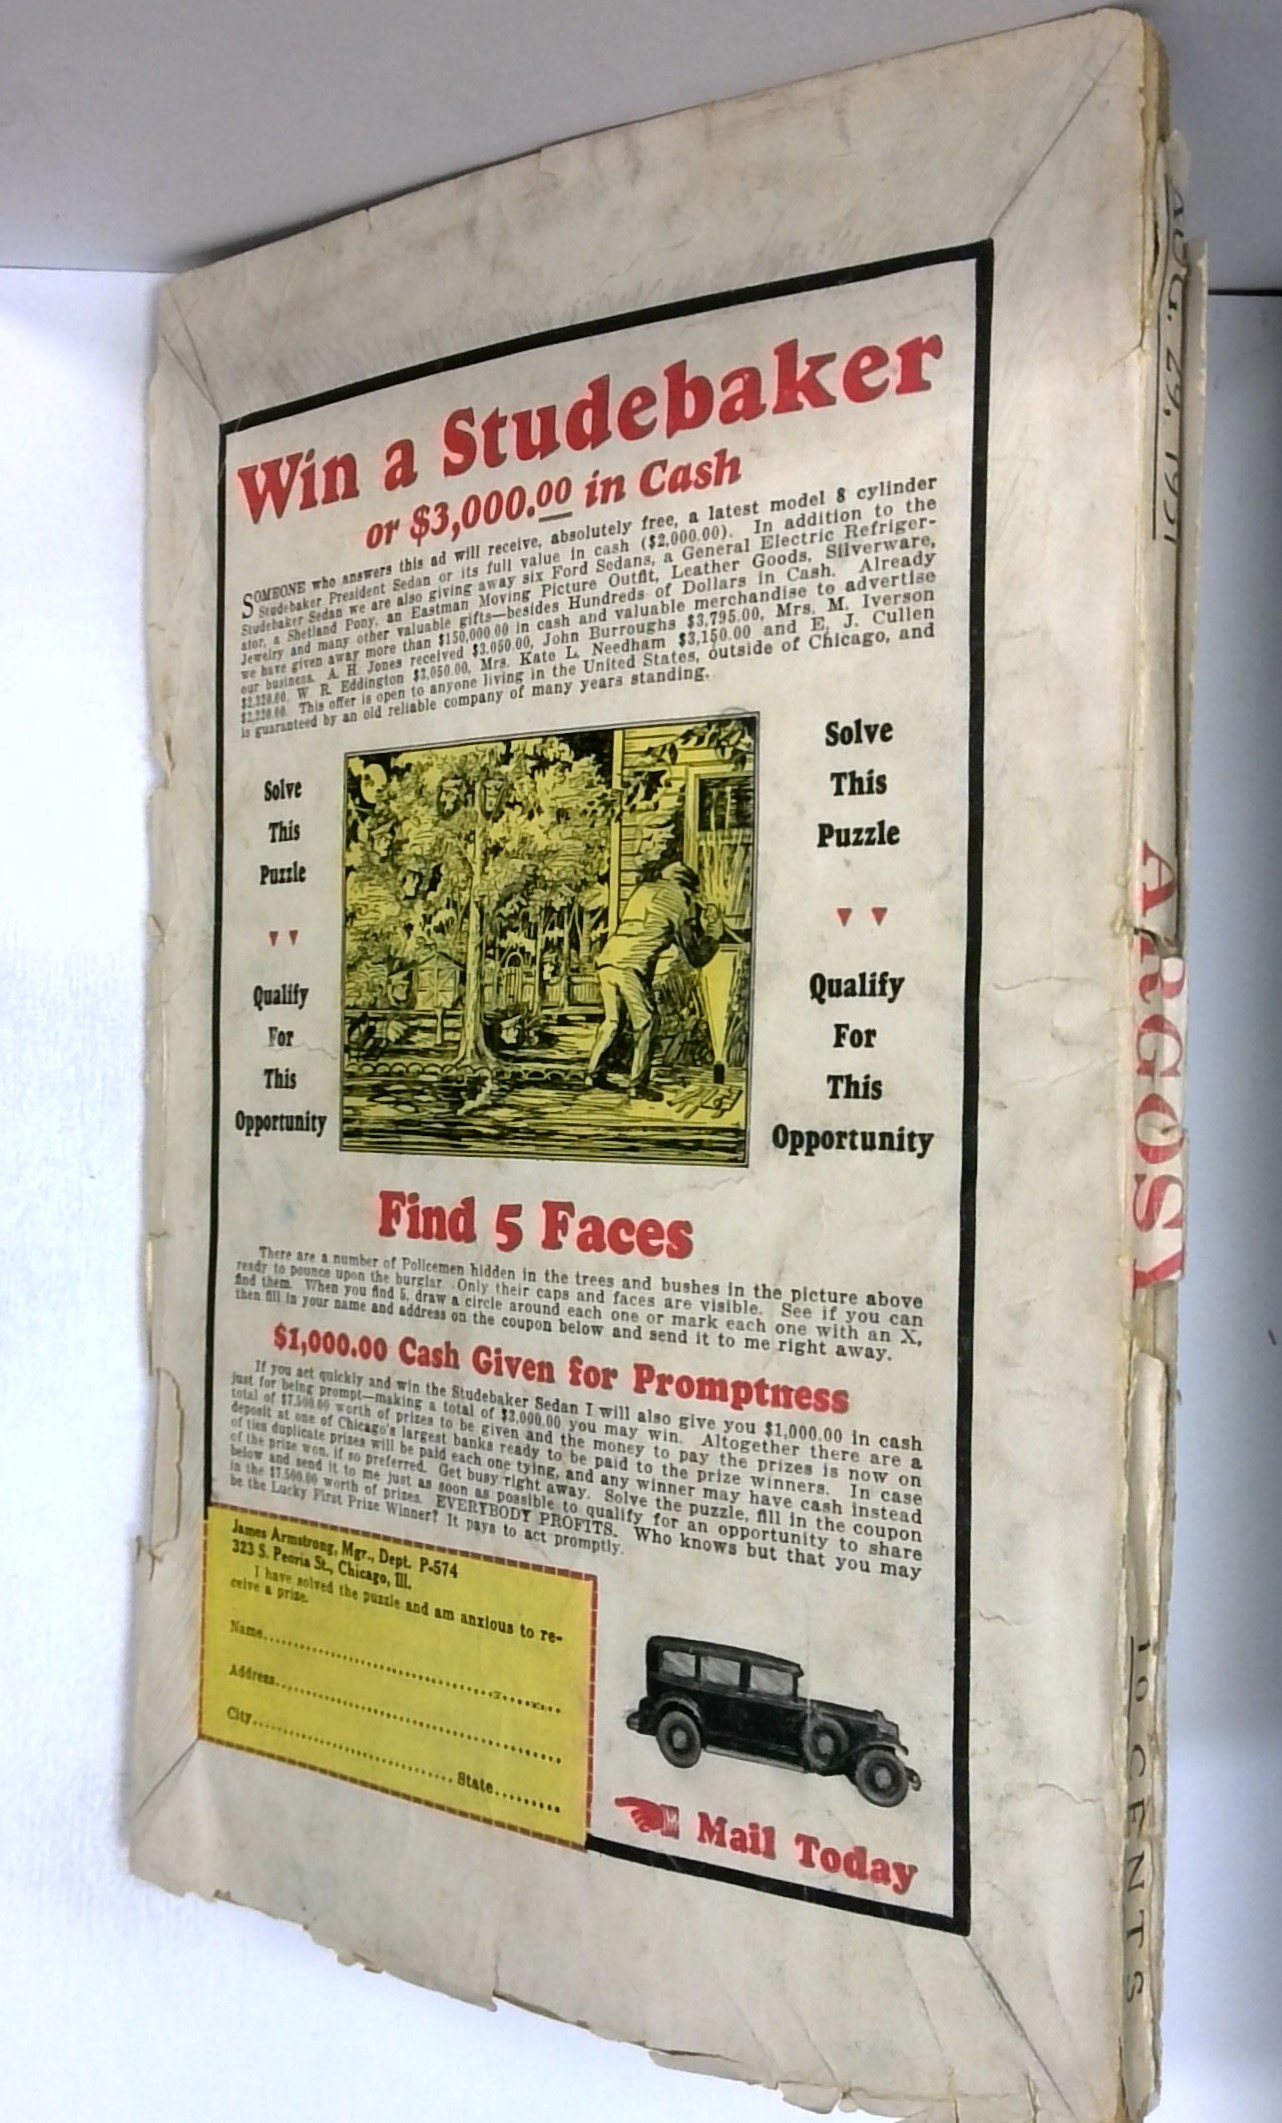 Win a Studebaker
or $3,000.00 in Cash
SOMEONE who answers this ad will receive, absolutely free, a latest model 8 cylinder
Studebaker President Sedan or its full value in cash ($2,000.00). In addition to the
Studebaker Sedan we are also giving away six Ford Sedans, a General Electric Refriger-
ator, a Shetland Pony, an Eastman Moving Picture Outfit, Leather Goods, Silverware,
Jewelry and many other valuable gifts—besides Hundreds of Dollars in Cash. Already
we have given away more than $150,000.00 in cash and valuable merchandise to advertise
our business. A. H. Jones received $3,050.00, John Burroughs $3,795.00, Mrs. M. Iverson
$2,320.00, W. R. Eddington $3,050.00, Mrs. Kate L. Needham $3,150.00 and E. J. Cullen
$2,220.00. This offer is open to anyone living in the United States, outside of Chicago, and
is guaranteed by an old reliable company of many years standing.
Solve
This
Puzzle
Qualify
For
This
Opportunity
Solve
This
Puzzle
Qualify
For
This
Opportunity
Find 5 Faces
There are a number of Policemen hidden in the trees and bushes in the picture above
ready to pounce upon the burglar. Only their caps and faces are visible. See if you can
find them. When you find 5, draw a circle around each one or mark each one with an X,
then fill in your name and address on the coupon below and send it to me right away.
$1,000.00 Cash Given for Promptness
If you act quickly and win the Studebaker Sedan I will also give you $1,000.00 in cash
just for being prompt—making a total of $3,000.00 you may win. Altogether there are a
total of $7,500.00 worth of prizes to be given and the money to pay the prizes is now on
deposit at one of Chicago's largest banks ready to be paid to the prize winners. In case
of ties duplicate prizes will be paid each one tying, and any winner may have cash instead
of the prize won, if so preferred. Get busy right away. Solve the puzzle, fill in the coupon
below and send it to me just as soon as possible to qualify for an opportunity to share
in the $7,500.00 worth of prizes. EVERYBODY PROFITS. Who knows but that you may
be the Lucky First Prize Winner? It pays to act promptly.
James Armstrong, Mgr., Dept. P-574
323 S. Peoria St., Chicago, Ill.
I have solved the puzzle and am anxious to re-
ceive a prize.
Name
Address
City State
Mail Today
AUG. 29, 1931
ARGOSY
10 CENTS